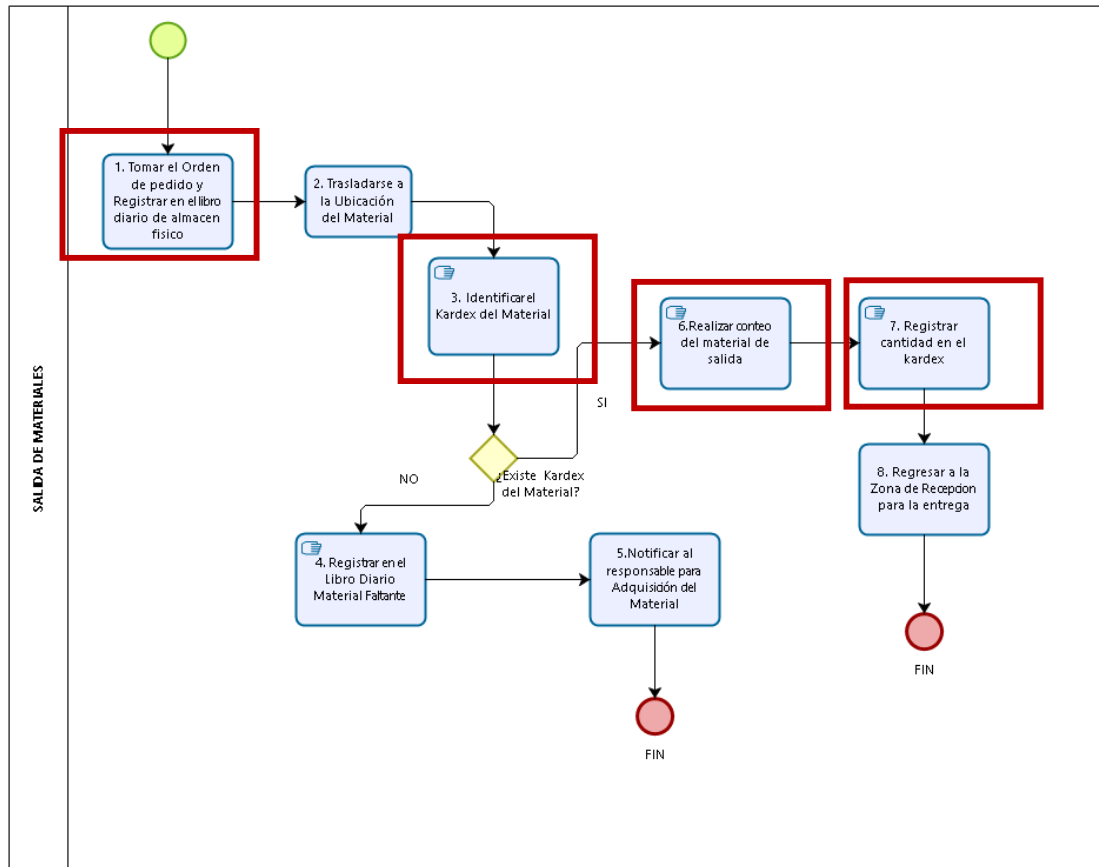 SALIDA DE MATERIALES
1. Tomar el Orden
de pedido y
Registrar en el libro
diario de almacen
fisico
2. Trasladarse a
la Ubicación
del Material
3. Identificar el
Kardex del Material
¿Existe Kardex
del Material?
NO
SI
4. Registrar en el
Libro Diario
Material Faltante
5.Notificar al
responsable para
Adquisición del
Material
FIN
6.Realizar conteo
del material de
salida
7. Registrar
cantidad en el
kardex
8. Regresar a la
Zona de Recepcion
para la entrega
FIN